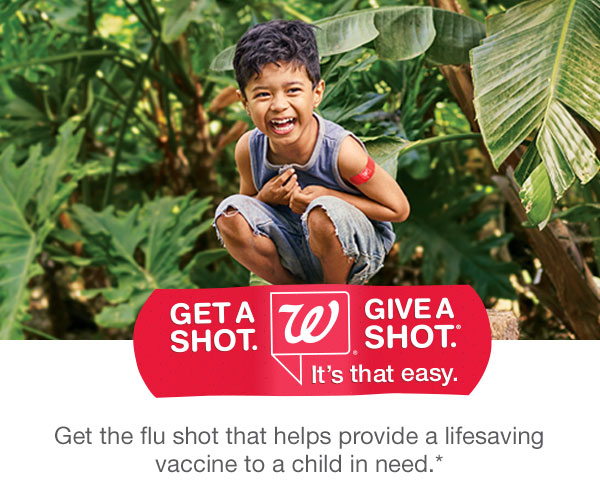 GET A
SHOT.
W
GIVE A
SHOT.®
It's that easy.
Get the flu shot that helps provide a lifesaving
vaccine to a child in need.*